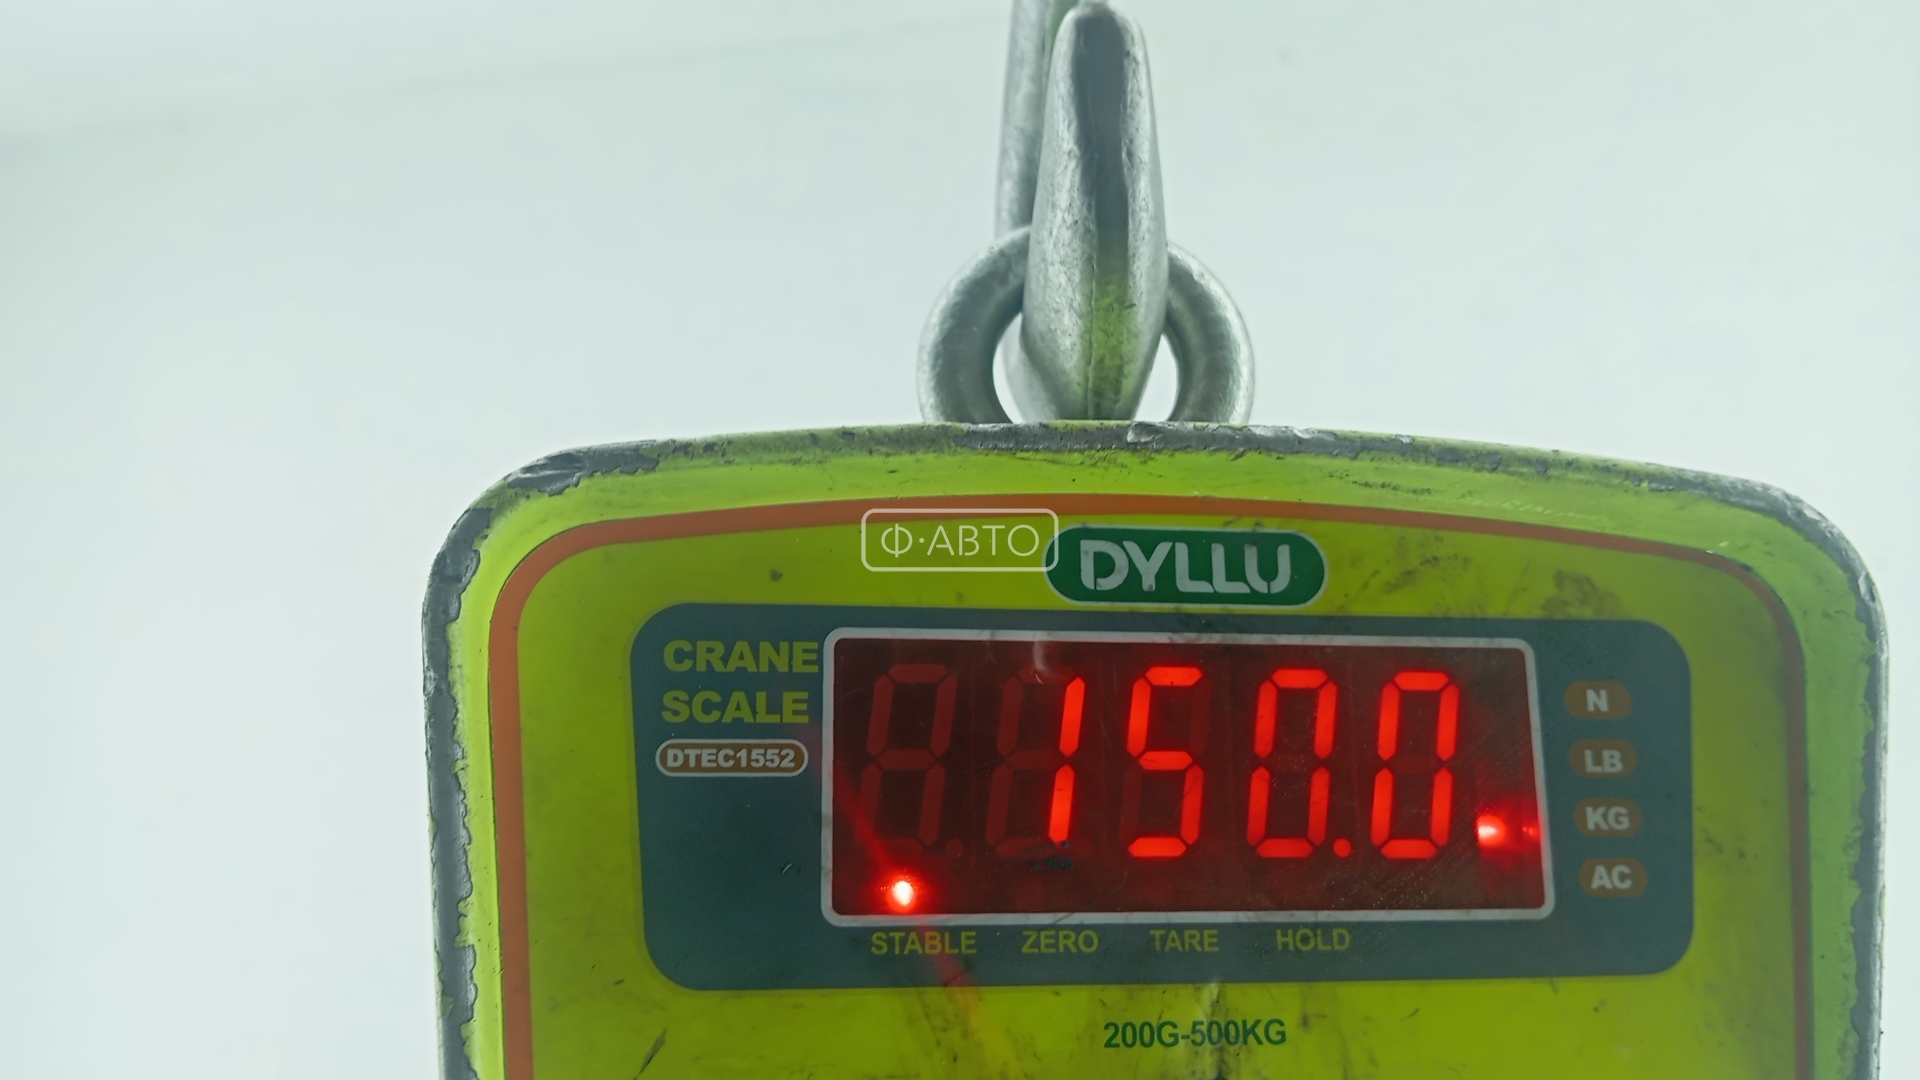 Ф·АВТО
DYLLU
CRANE
SCALE
DTEC1552
150.0
N
LB
KG
AC
STABLE ZERO TARE HOLD
200G-500KG